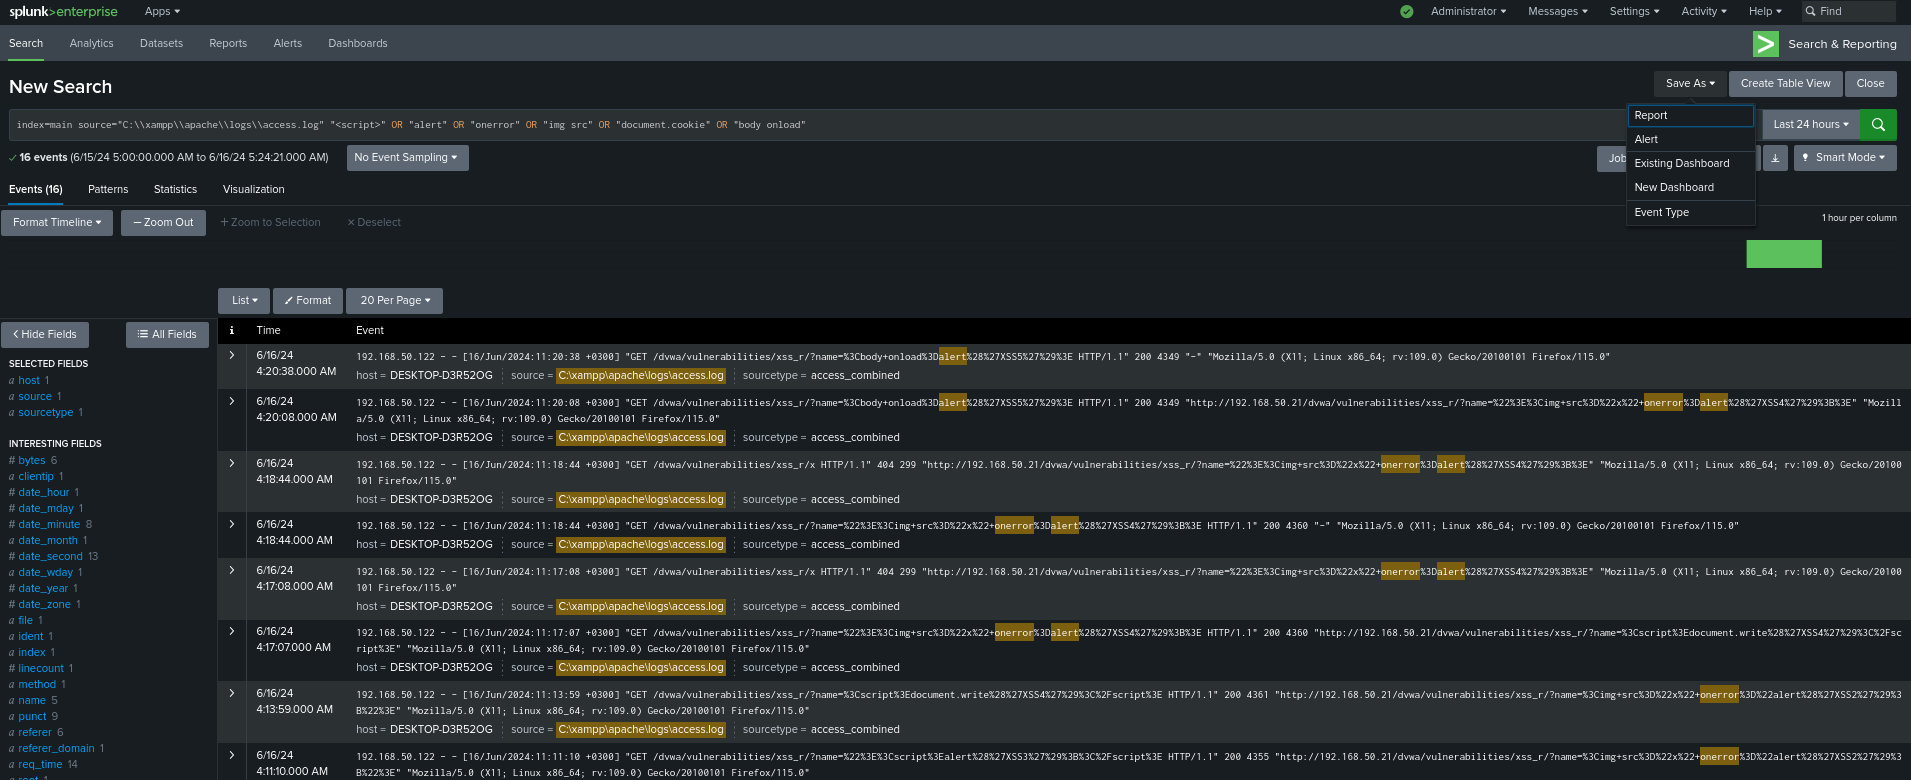 splunk>enterprise Apps Administrator Messages Settings Activity Help Find
Search Analytics Datasets Reports Alerts Dashboards Search & Reporting
New Search Save As Create Table View Close
index=main source="C:\\xampp\\apache\\logs\\access.log" "<script>" OR "alert" OR "onerror" OR "img src" OR "document.cookie" OR "body onload" Last 24 hours
Report
Alert
Existing Dashboard
New Dashboard
Event Type
16 events (6/15/24 5:00:00.000 AM to 6/16/24 5:24:21.000 AM) No Event Sampling Smart Mode
Events (16) Patterns Statistics Visualization
Format Timeline — Zoom Out + Zoom to Selection × Deselect 1 hour per column
List Format 20 Per Page
< Hide Fields All Fields
SELECTED FIELDS
a host 1
a source 1
a sourcetype 1
INTERESTING FIELDS
# bytes 6
a clientip 1
# date_hour 1
# date_mday 1
# date_minute 8
a date_month 1
# date_second 13
a date_wday 1
# date_year 1
# date_zone 1
a file 1
a ident 1
a index 1
# linecount 1
a method 1
a name 5
a punct 9
a referer 6
a referer_domain 1
a req_time 14
i Time Event
6/16/24
4:20:38.000 AM
192.168.50.122 - - [16/Jun/2024:11:20:38 +0300] "GET /dvwa/vulnerabilities/xss_r/?name=%3Cbody+onload%3Dalert%28%27XSS5%27%29%3E HTTP/1.1" 200 4349 "-" "Mozilla/5.0 (X11; Linux x86_64; rv:109.0) Gecko/20100101 Firefox/115.0"
host = DESKTOP-D3R52OG source = C:\xampp\apache\logs\access.log sourcetype = access_combined
6/16/24
4:20:08.000 AM
192.168.50.122 - - [16/Jun/2024:11:20:08 +0300] "GET /dvwa/vulnerabilities/xss_r/?name=%3Cbody+onload%3Dalert%28%27XSS5%27%29%3E HTTP/1.1" 200 4349 "http://192.168.50.21/dvwa/vulnerabilities/xss_r/?name=%22%3E%3Cimg+src%3D%22x%22+onerror%3Dalert%28%27XSS4%27%29%3B%3E" "Mozill
a/5.0 (X11; Linux x86_64; rv:109.0) Gecko/20100101 Firefox/115.0"
host = DESKTOP-D3R52OG source = C:\xampp\apache\logs\access.log sourcetype = access_combined
6/16/24
4:18:44.000 AM
192.168.50.122 - - [16/Jun/2024:11:18:44 +0300] "GET /dvwa/vulnerabilities/xss_r/x HTTP/1.1" 404 299 "http://192.168.50.21/dvwa/vulnerabilities/xss_r/?name=%22%3E%3Cimg+src%3D%22x%22+onerror%3Dalert%28%27XSS4%27%29%3B%3E" "Mozilla/5.0 (X11; Linux x86_64; rv:109.0) Gecko/20100
101 Firefox/115.0"
host = DESKTOP-D3R52OG source = C:\xampp\apache\logs\access.log sourcetype = access_combined
6/16/24
4:18:44.000 AM
192.168.50.122 - - [16/Jun/2024:11:18:44 +0300] "GET /dvwa/vulnerabilities/xss_r/?name=%22%3E%3Cimg+src%3D%22x%22+onerror%3Dalert%28%27XSS4%27%29%3B%3E HTTP/1.1" 200 4360 "-" "Mozilla/5.0 (X11; Linux x86_64; rv:109.0) Gecko/20100101 Firefox/115.0"
host = DESKTOP-D3R52OG source = C:\xampp\apache\logs\access.log sourcetype = access_combined
6/16/24
4:17:08.000 AM
192.168.50.122 - - [16/Jun/2024:11:17:08 +0300] "GET /dvwa/vulnerabilities/xss_r/x HTTP/1.1" 404 299 "http://192.168.50.21/dvwa/vulnerabilities/xss_r/?name=%22%3E%3Cimg+src%3D%22x%22+onerror%3Dalert%28%27XSS4%27%29%3B%3E" "Mozilla/5.0 (X11; Linux x86_64; rv:109.0) Gecko/20100
101 Firefox/115.0"
host = DESKTOP-D3R52OG source = C:\xampp\apache\logs\access.log sourcetype = access_combined
6/16/24
4:17:07.000 AM
192.168.50.122 - - [16/Jun/2024:11:17:07 +0300] "GET /dvwa/vulnerabilities/xss_r/?name=%22%3E%3Cimg+src%3D%22x%22+onerror%3Dalert%28%27XSS4%27%29%3B%3E HTTP/1.1" 200 4360 "http://192.168.50.21/dvwa/vulnerabilities/xss_r/?name=%3Cscript%3Edocument.write%28%27XSS4%27%29%3C%2Fsc
ript%3E" "Mozilla/5.0 (X11; Linux x86_64; rv:109.0) Gecko/20100101 Firefox/115.0"
host = DESKTOP-D3R52OG source = C:\xampp\apache\logs\access.log sourcetype = access_combined
6/16/24
4:13:59.000 AM
192.168.50.122 - - [16/Jun/2024:11:13:59 +0300] "GET /dvwa/vulnerabilities/xss_r/?name=%3Cscript%3Edocument.write%28%27XSS4%27%29%3C%2Fscript%3E HTTP/1.1" 200 4361 "http://192.168.50.21/dvwa/vulnerabilities/xss_r/?name=%3Cimg+src%3D%22x%22+onerror%3D%22alert%28%27XSS2%27%29%3
B%22%3E" "Mozilla/5.0 (X11; Linux x86_64; rv:109.0) Gecko/20100101 Firefox/115.0"
host = DESKTOP-D3R52OG source = C:\xampp\apache\logs\access.log sourcetype = access_combined
6/16/24
4:11:10.000 AM
192.168.50.122 - - [16/Jun/2024:11:11:10 +0300] "GET /dvwa/vulnerabilities/xss_r/?name=%22%3E%3Cscript%3Ealert%28%27XSS3%27%29%3B%3C%2Fscript%3E HTTP/1.1" 200 4355 "http://192.168.50.21/dvwa/vulnerabilities/xss_r/?name=%3Cimg+src%3D%22x%22+onerror%3D%22alert%28%27XSS2%27%29%3
B%22%3E" "Mozilla/5.0 (X11; Linux x86_64; rv:109.0) Gecko/20100101 Firefox/115.0"